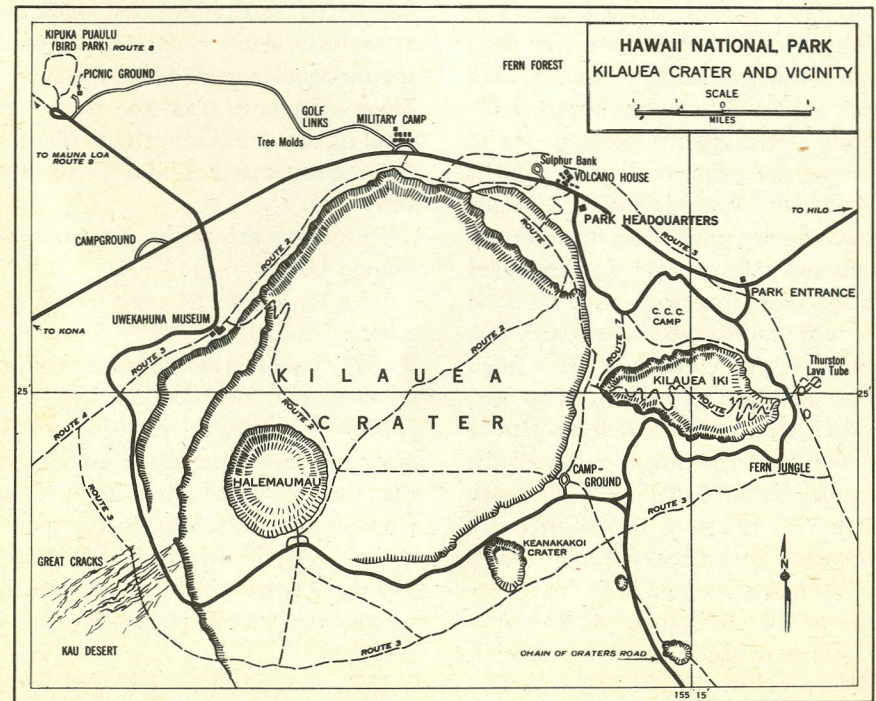 HAWAII NATIONAL PARK
KILAUEA CRATER AND VICINITY
SCALE
MILES
KIPUKA PUAULU
(BIRD PARK) ROUTE 8
PICNIC GROUND
FERN FOREST
GOLF
LINKS
MILITARY CAMP
Tree Molds
TO MAUNA LOA
ROUTE 9
Sulphur Bank
VOLCANO HOUSE
TO HILO
PARK HEADQUARTERS
ROUTE 3
CAMPGROUND
ROUTE 2
PARK ENTRANCE
C.C.C.
CAMP
UWEKAHUNA MUSEUM
TO KONA
ROUTE 3
ROUTE 2
ROUTE 7
Thurston
Lava Tube
KILAUEA
KILAUEA IKI
25'
25'
ROUTE
ROUTE 4
CRATER
HALEMAUMAU
CAMP-
GROUND
FERN JUNGLE
ROUTE 3
ROUTE 3
KEANAKAKOI
CRATER
GREAT CRACKS
N
KAU DESERT
ROUTE 3
CHAIN OF CRATERS ROAD
155 15'